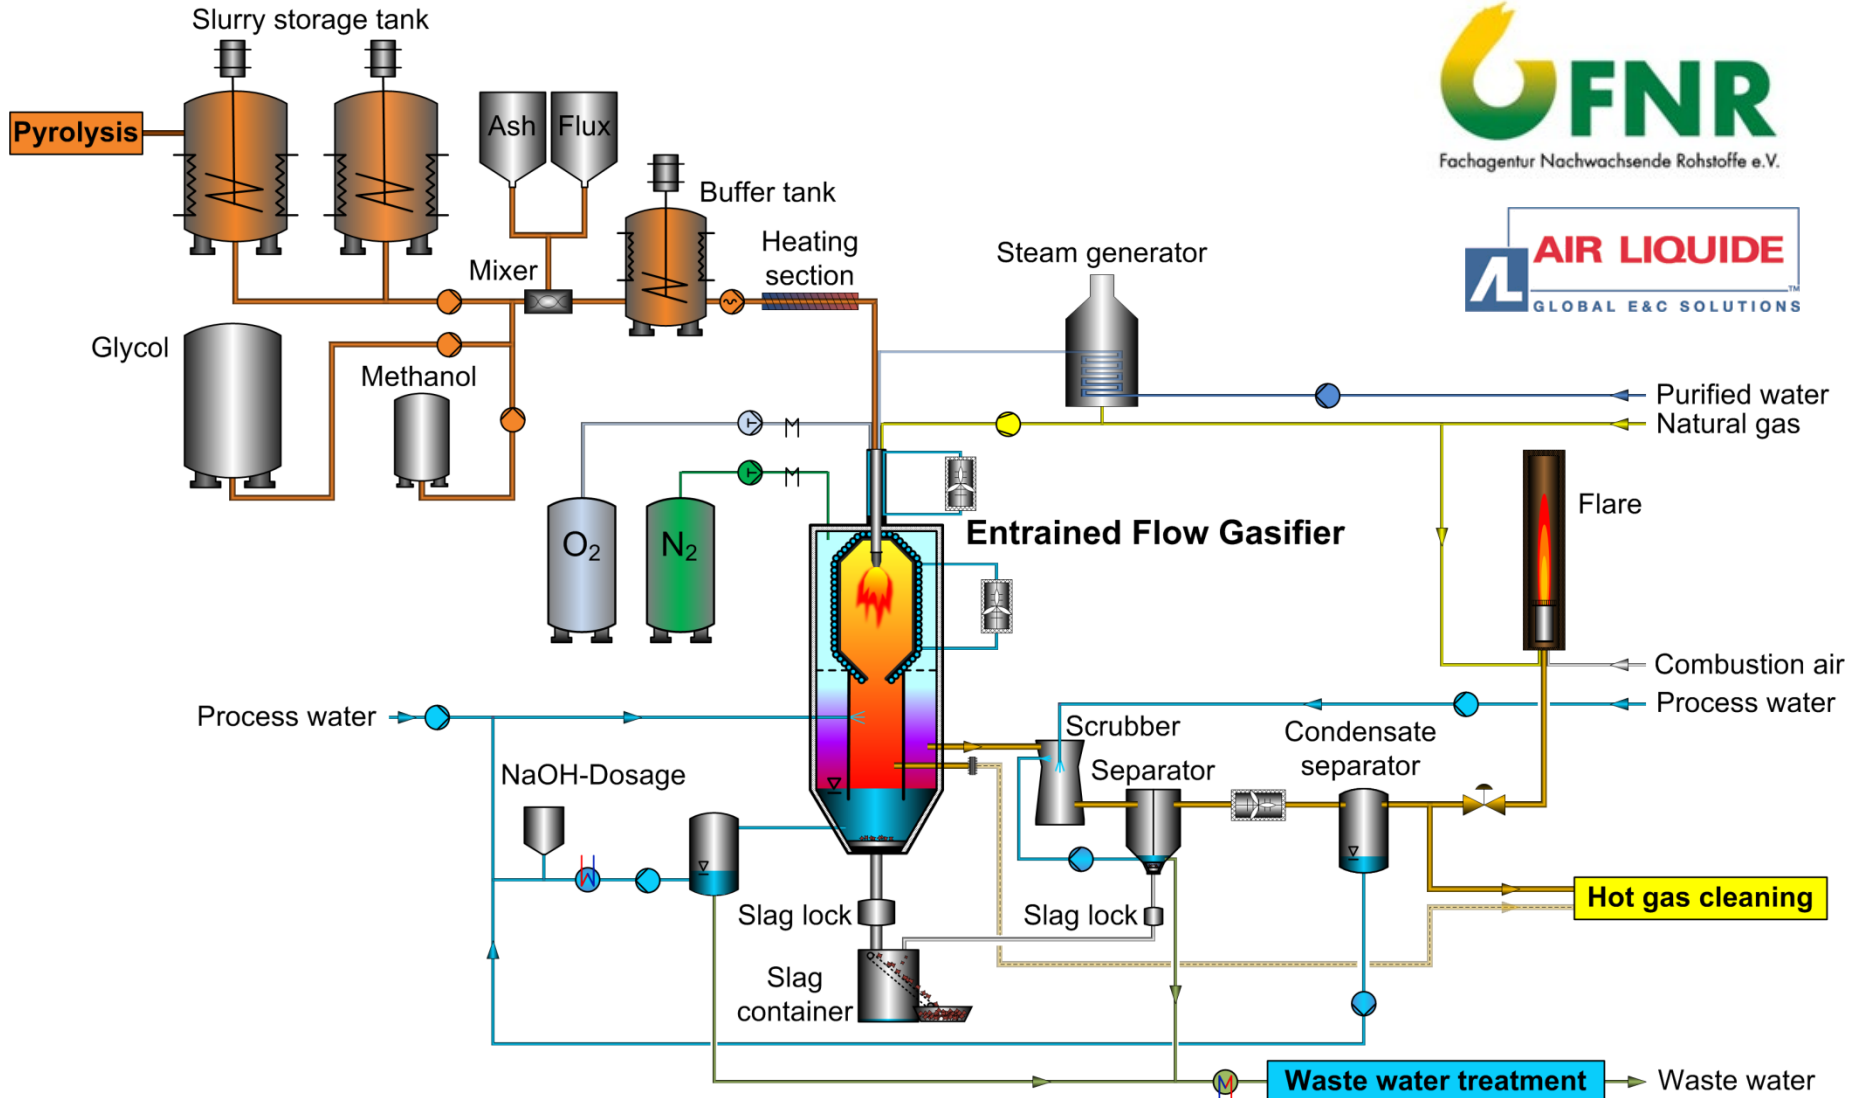 Slurry storage tank
Pyrolysis
Ash
Flux
Buffer tank
Heating
section
Mixer
Glycol
Methanol
O₂
N₂
Steam generator
FNR
Fachagentur Nachwachsende Rohstoffe e.V.
AL
AIR LIQUIDE
™
GLOBAL E&C SOLUTIONS
Purified water
Natural gas
Flare
Entrained Flow Gasifier
Combustion air
Process water
Process water
Scrubber
Separator
Condensate
separator
NaOH-Dosage
Slag lock
Slag lock
Hot gas cleaning
Slag
container
Waste water treatment
Waste water